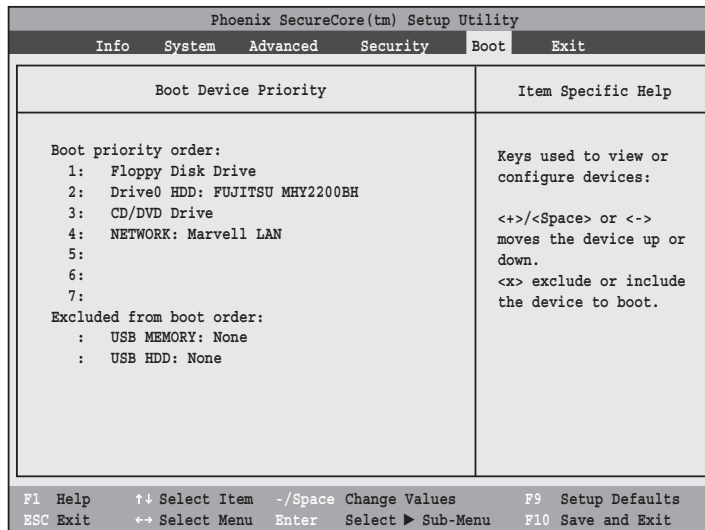 Phoenix SecureCore(tm) Setup Utility
Info System Advanced Security Boot Exit
Boot Device Priority
Item Specific Help
Boot priority order:
1: Floppy Disk Drive
2: Drive0 HDD: FUJITSU MHY2200BH
3: CD/DVD Drive
4: NETWORK: Marvell LAN
5:
6:
7:
Excluded from boot order:
: USB MEMORY: None
: USB HDD: None
Keys used to view or
configure devices:
<+>/<Space> or <->
moves the device up or
down.
<x> exclude or include
the device to boot.
F1 Help ↑↓ Select Item -/Space Change Values F9 Setup Defaults
ESC Exit ←→ Select Menu Enter Select ▶ Sub-Menu F10 Save and Exit